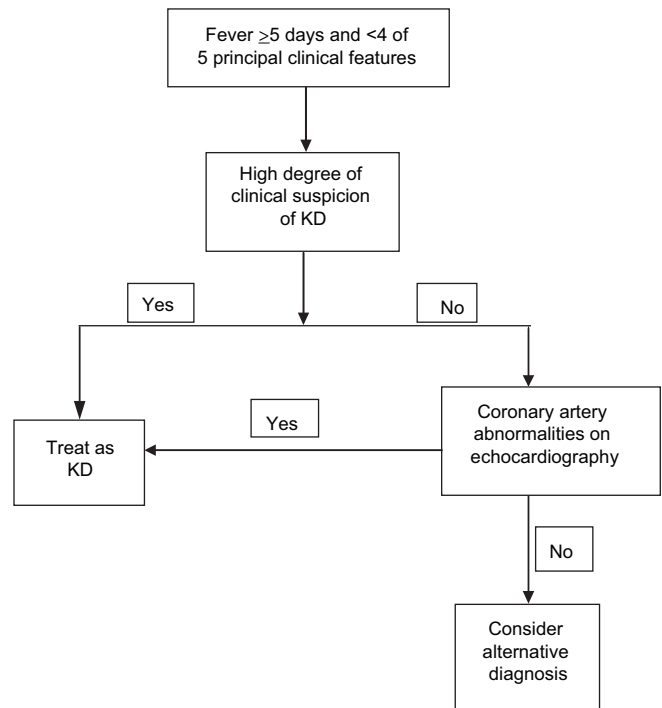 Fever ≥5 days and <4 of
5 principal clinical features
High degree of
clinical suspicion
of KD
Yes
No
Coronary artery
abnormalities on
echocardiography
Yes
Treat as
KD
No
Consider
alternative
diagnosis